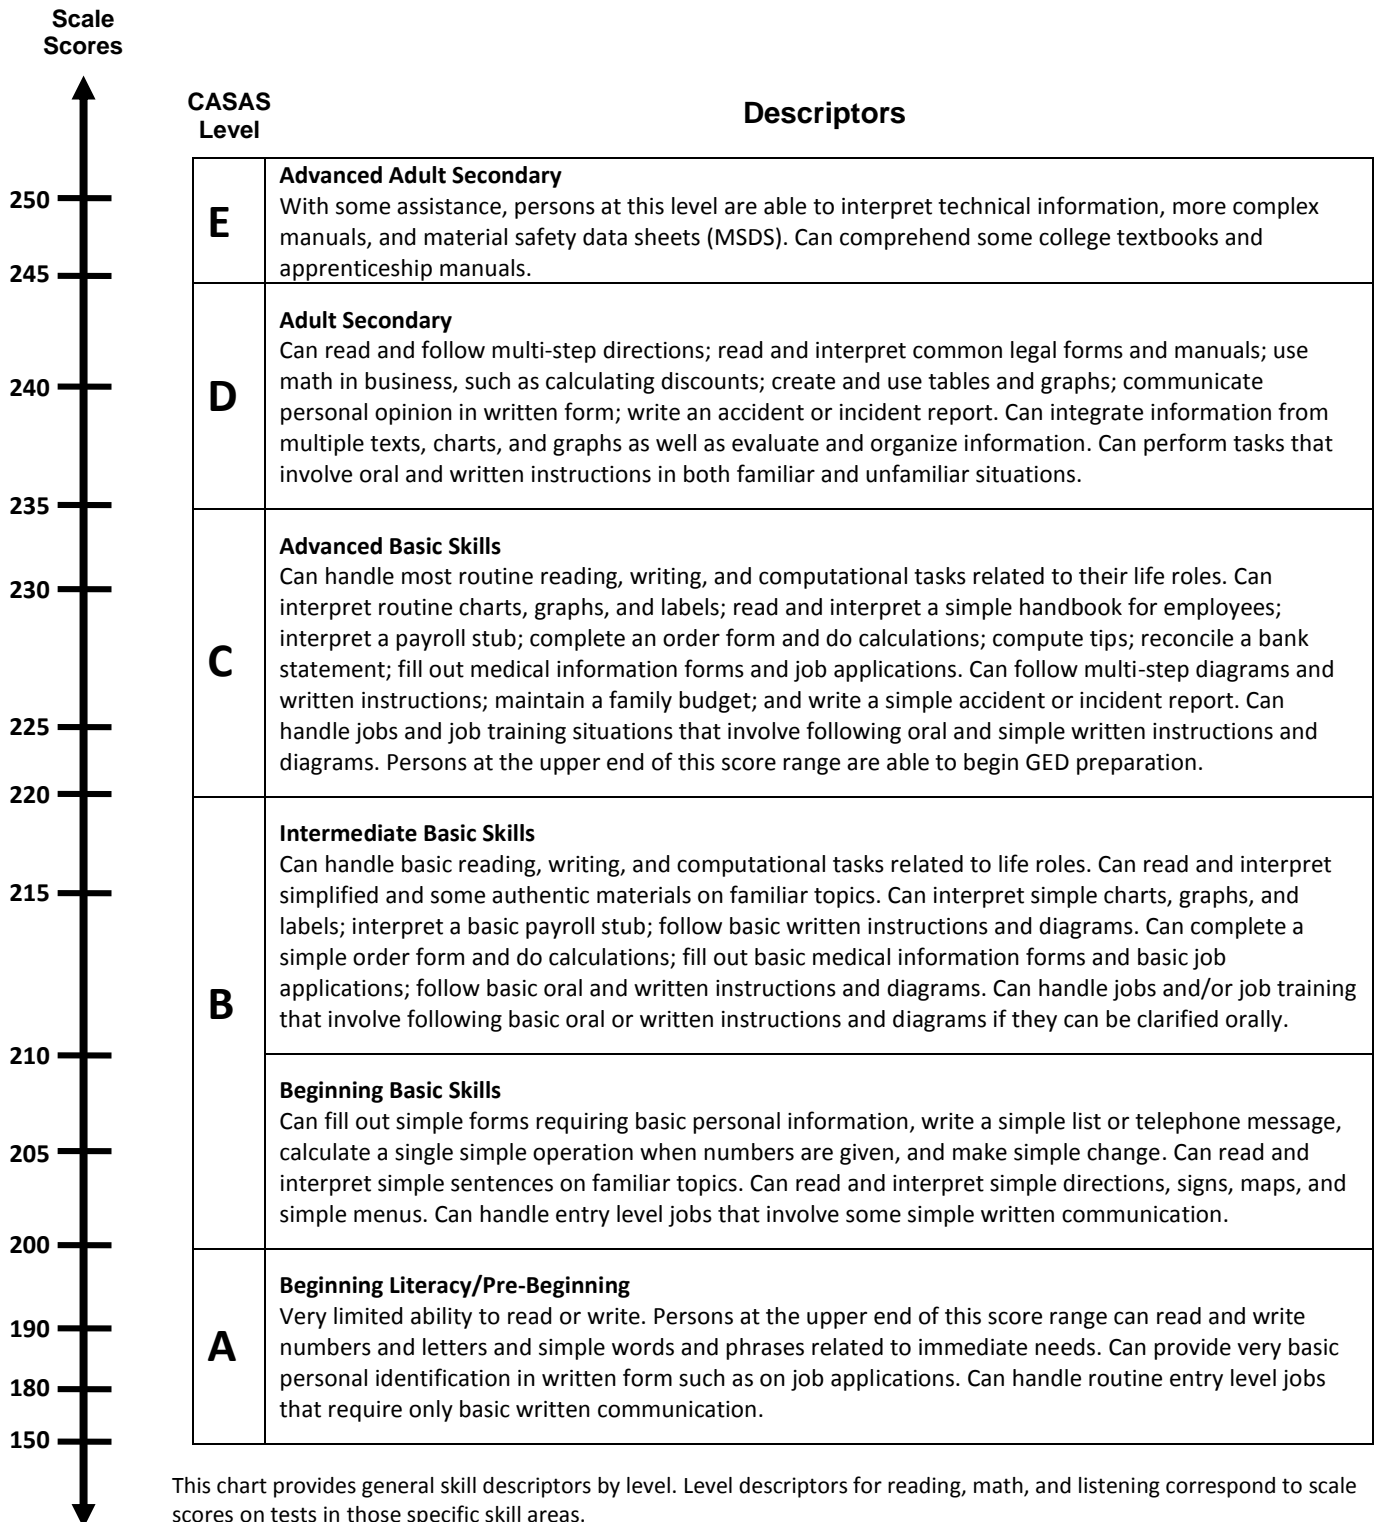 Scale
Scores
CASAS
Level
Descriptors
250
245
240
235
230
225
220
215
210
205
200
190
180
150
E
Advanced Adult Secondary
With some assistance, persons at this level are able to interpret technical information, more complex
manuals, and material safety data sheets (MSDS). Can comprehend some college textbooks and
apprenticeship manuals.
D
Adult Secondary
Can read and follow multi-step directions; read and interpret common legal forms and manuals; use
math in business, such as calculating discounts; create and use tables and graphs; communicate
personal opinion in written form; write an accident or incident report. Can integrate information from
multiple texts, charts, and graphs as well as evaluate and organize information. Can perform tasks that
involve oral and written instructions in both familiar and unfamiliar situations.
C
Advanced Basic Skills
Can handle most routine reading, writing, and computational tasks related to their life roles. Can
interpret routine charts, graphs, and labels; read and interpret a simple handbook for employees;
interpret a payroll stub; complete an order form and do calculations; compute tips; reconcile a bank
statement; fill out medical information forms and job applications. Can follow multi-step diagrams and
written instructions; maintain a family budget; and write a simple accident or incident report. Can
handle jobs and job training situations that involve following oral and simple written instructions and
diagrams. Persons at the upper end of this score range are able to begin GED preparation.
B
Intermediate Basic Skills
Can handle basic reading, writing, and computational tasks related to life roles. Can read and interpret
simplified and some authentic materials on familiar topics. Can interpret simple charts, graphs, and
labels; interpret a basic payroll stub; follow basic written instructions and diagrams. Can complete a
simple order form and do calculations; fill out basic medical information forms and basic job
applications; follow basic oral and written instructions and diagrams. Can handle jobs and/or job training
that involve following basic oral or written instructions and diagrams if they can be clarified orally.
Beginning Basic Skills
Can fill out simple forms requiring basic personal information, write a simple list or telephone message,
calculate a single simple operation when numbers are given, and make simple change. Can read and
interpret simple sentences on familiar topics. Can read and interpret simple directions, signs, maps, and
simple menus. Can handle entry level jobs that involve some simple written communication.
A
Beginning Literacy/Pre-Beginning
Very limited ability to read or write. Persons at the upper end of this score range can read and write
numbers and letters and simple words and phrases related to immediate needs. Can provide very basic
personal identification in written form such as on job applications. Can handle routine entry level jobs
that require only basic written communication.
This chart provides general skill descriptors by level. Level descriptors for reading, math, and listening correspond to scale
scores on tests in those specific skill areas.